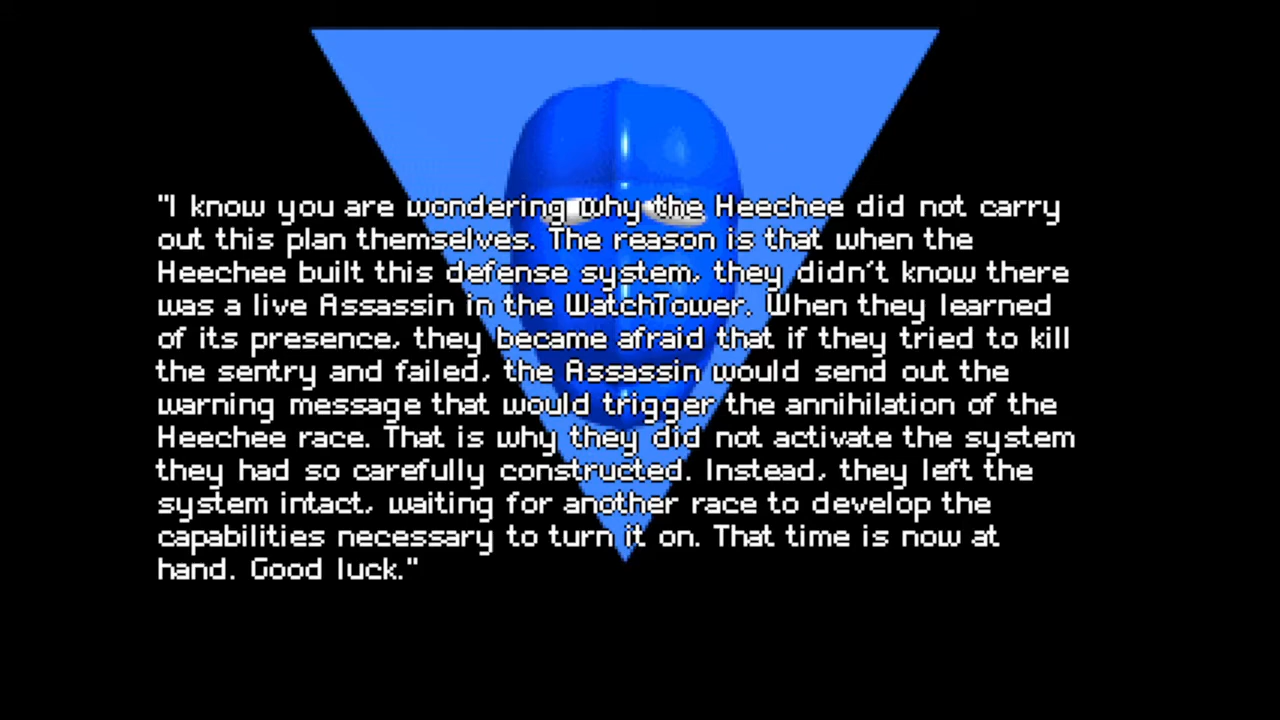 "I know you are wondering why the Heechee did not carry
out this plan themselves. The reason is that when the
Heechee built this defense system, they didn't know there
was a live Assassin in the WatchTower. When they learned
of its presence, they became afraid that if they tried to kill
the sentry and failed, the Assassin would send out the
warning message that would trigger the annihilation of the
Heechee race. That is why they did not activate the system
they had so carefully constructed. Instead, they left the
system intact, waiting for another race to develop the
capabilities necessary to turn it on. That time is now at
hand. Good luck."